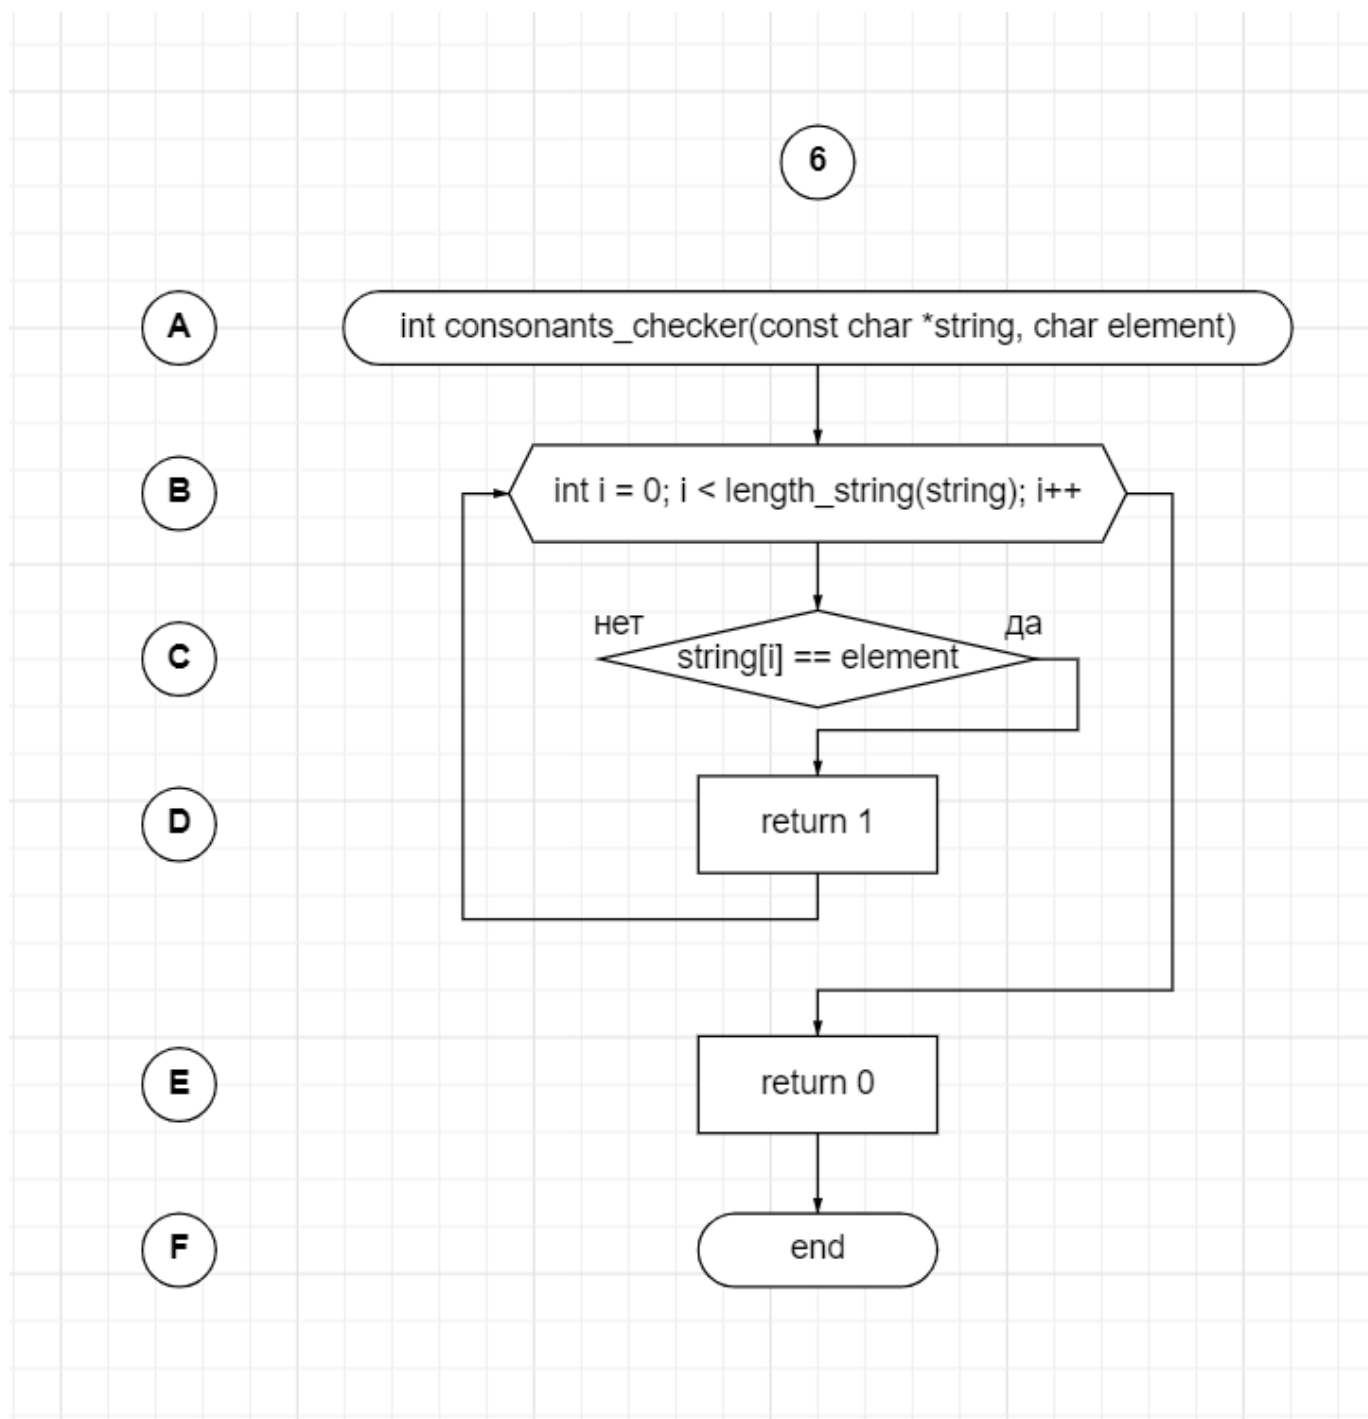 6
A
int consonants_checker(const char *string, char element)
B
int i = 0; i < length_string(string); i++
нет
да
C
string[i] == element
D
return 1
E
return 0
F
end